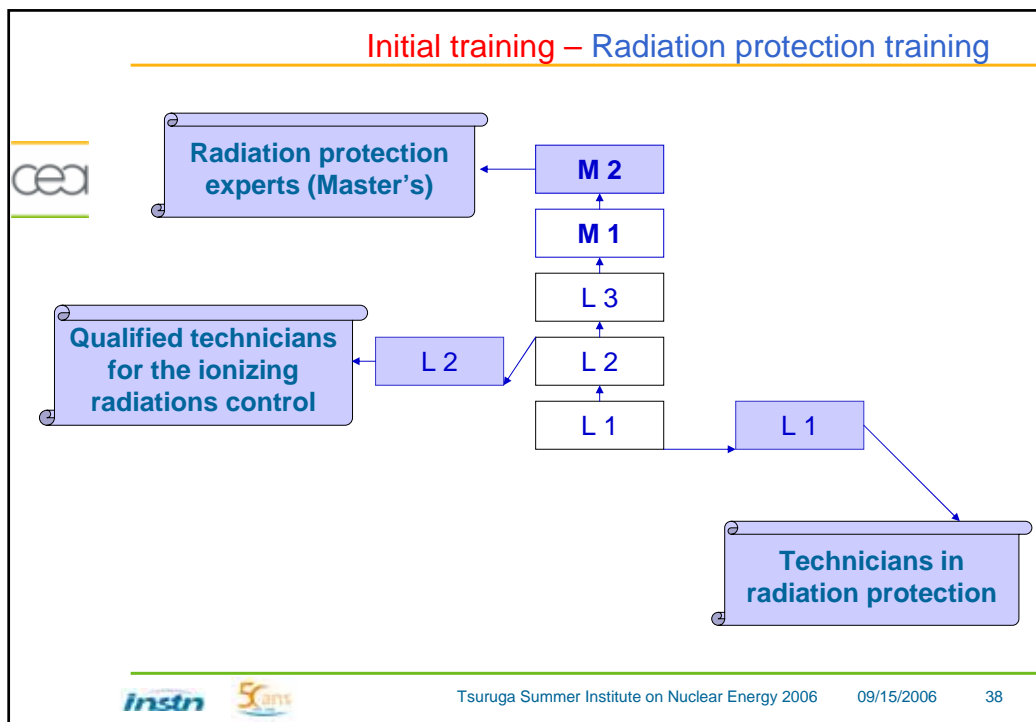 Initial training – Radiation protection training
cea
Radiation protection
experts (Master's)
M 2
M 1
L 3
Qualified technicians
for the ionizing
radiations control
L 2
L 2
L 1
L 1
Technicians in
radiation protection
instn
50ans
Tsuruga Summer Institute on Nuclear Energy 2006
09/15/2006
38